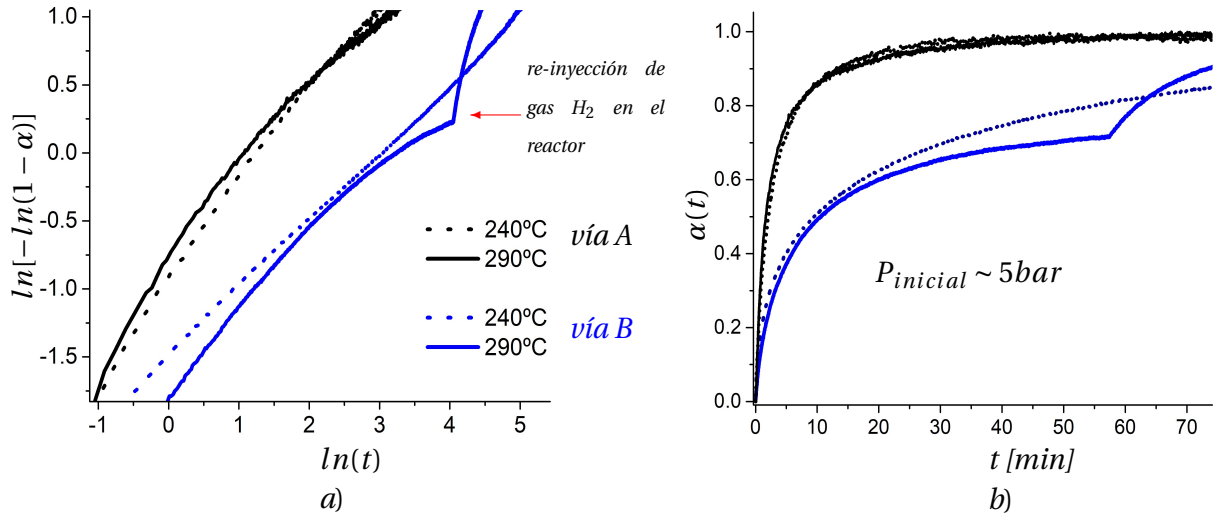 1.0
0.5
0.0
-0.5
-1.0
-1.5
ln[-ln(1-α)]
-1 0 1 2 3 4 5
ln(t)
a)
re-inyección de
gas H₂ en el
reactor
240ºC
290ºC
vía A
240ºC
290ºC
vía B
1.0
0.8
0.6
0.4
0.2
0.0
α(t)
P_inicial ~ 5bar
0 10 20 30 40 50 60 70
t [min]
b)